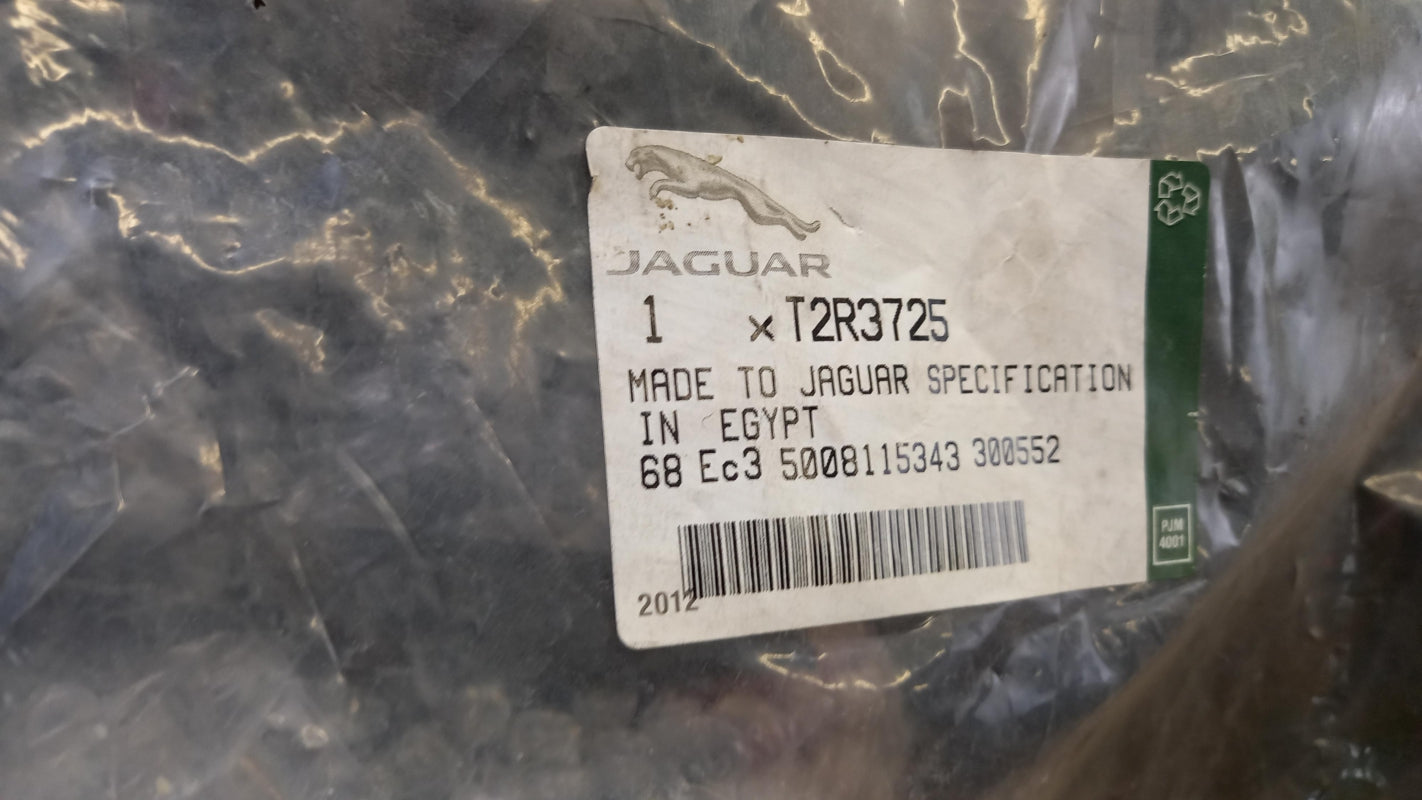 JAGUAR
1 x T2R3725
MADE TO JAGUAR SPECIFICATION
IN EGYPT
68 Ec3 5008115343 300552
2012
PJM
4001